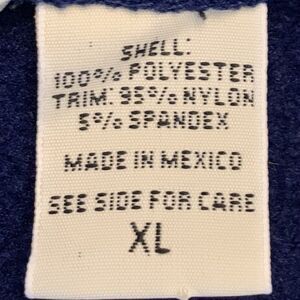 SHELL:
100% POLYESTER
TRIM: 95% NYLON
5% SPANDEX
MADE IN MEXICO
SEE SIDE FOR CARE
XL